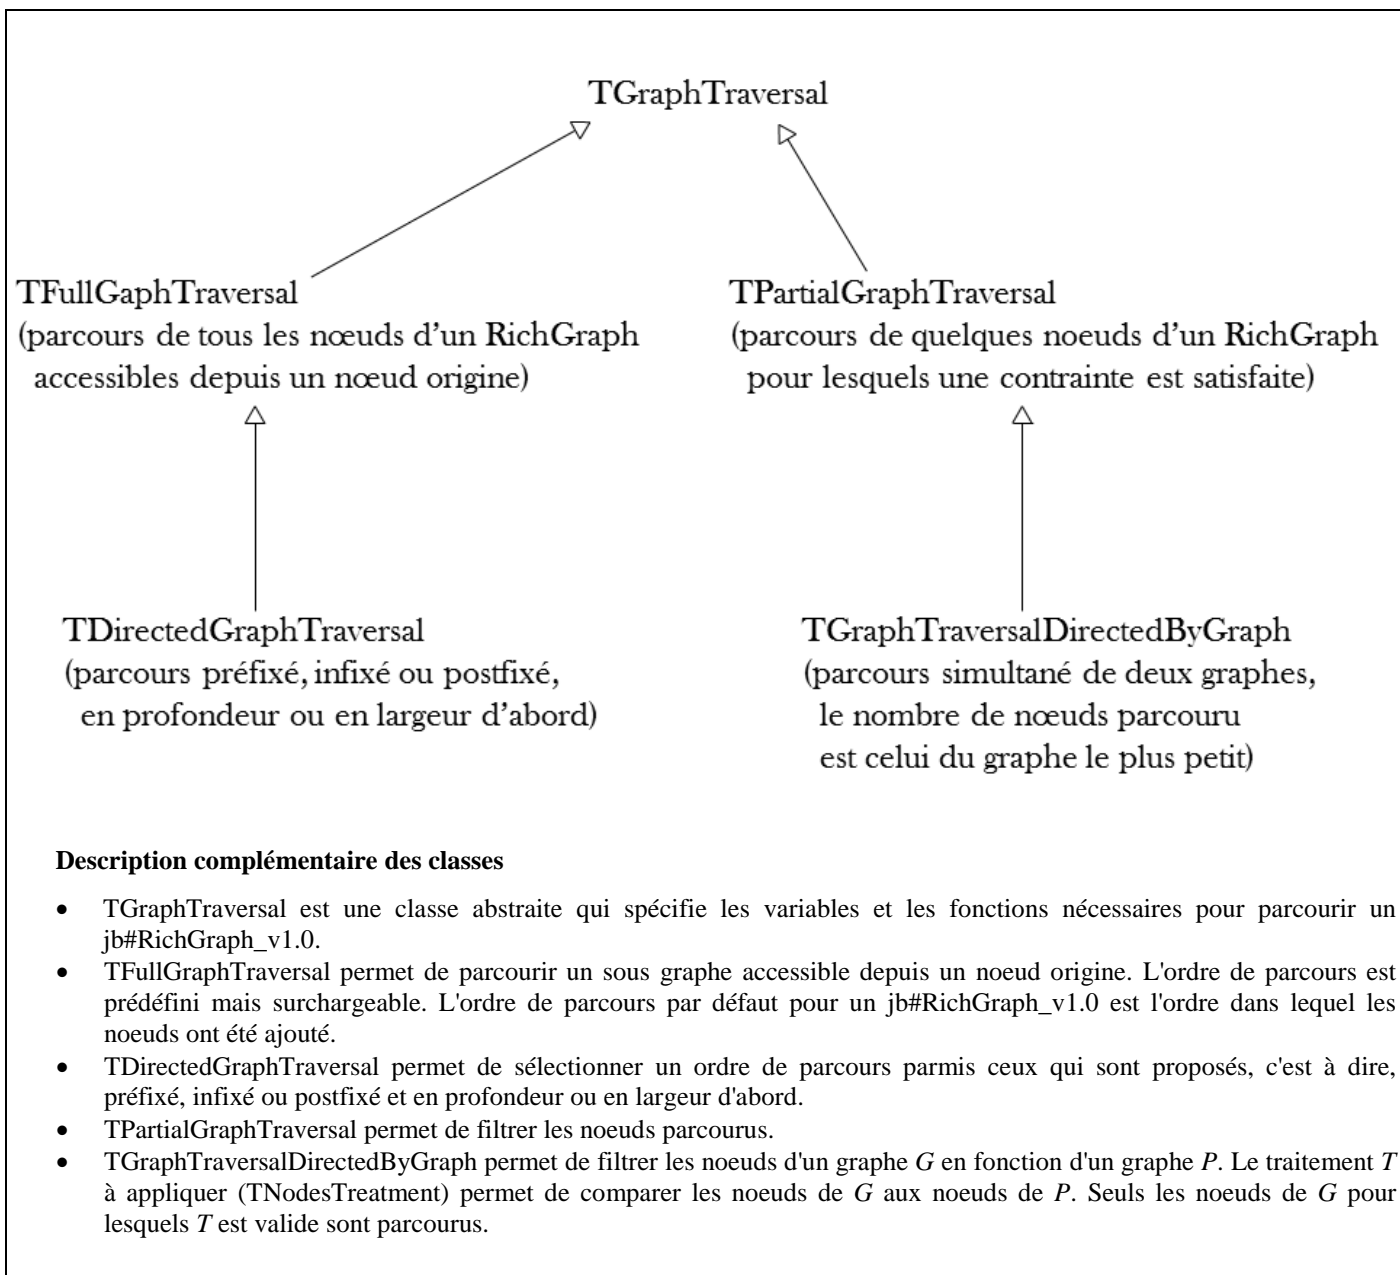 TGraphTraversal
TFullGaphTraversal
(parcours de tous les nœuds d’un RichGraph
accessibles depuis un nœud origine)
TPartialGraphTraversal
(parcours de quelques noeuds d’un RichGraph
pour lesquels une contrainte est satisfaite)
TDirectedGraphTraversal
(parcours préfixé, infixé ou postfixé,
en profondeur ou en largeur d’abord)
TGraphTraversalDirectedByGraph
(parcours simultané de deux graphes,
le nombre de nœuds parcouru
est celui du graphe le plus petit)
Description complémentaire des classes
• TGraphTraversal est une classe abstraite qui spécifie les variables et les fonctions nécessaires pour parcourir un
jb#RichGraph_v1.0.
• TFullGraphTraversal permet de parcourir un sous graphe accessible depuis un noeud origine. L'ordre de parcours est
prédéfini mais surchargeable. L'ordre de parcours par défaut pour un jb#RichGraph_v1.0 est l'ordre dans lequel les
noeuds ont été ajouté.
• TDirectedGraphTraversal permet de sélectionner un ordre de parcours parmis ceux qui sont proposés, c'est à dire,
préfixé, infixé ou postfixé et en profondeur ou en largeur d'abord.
• TPartialGraphTraversal permet de filtrer les noeuds parcourus.
• TGraphTraversalDirectedByGraph permet de filtrer les noeuds d'un graphe G en fonction d'un graphe P. Le traitement T
à appliquer (TNodesTreatment) permet de comparer les noeuds de G aux noeuds de P. Seuls les noeuds de G pour
lesquels T est valide sont parcourus.